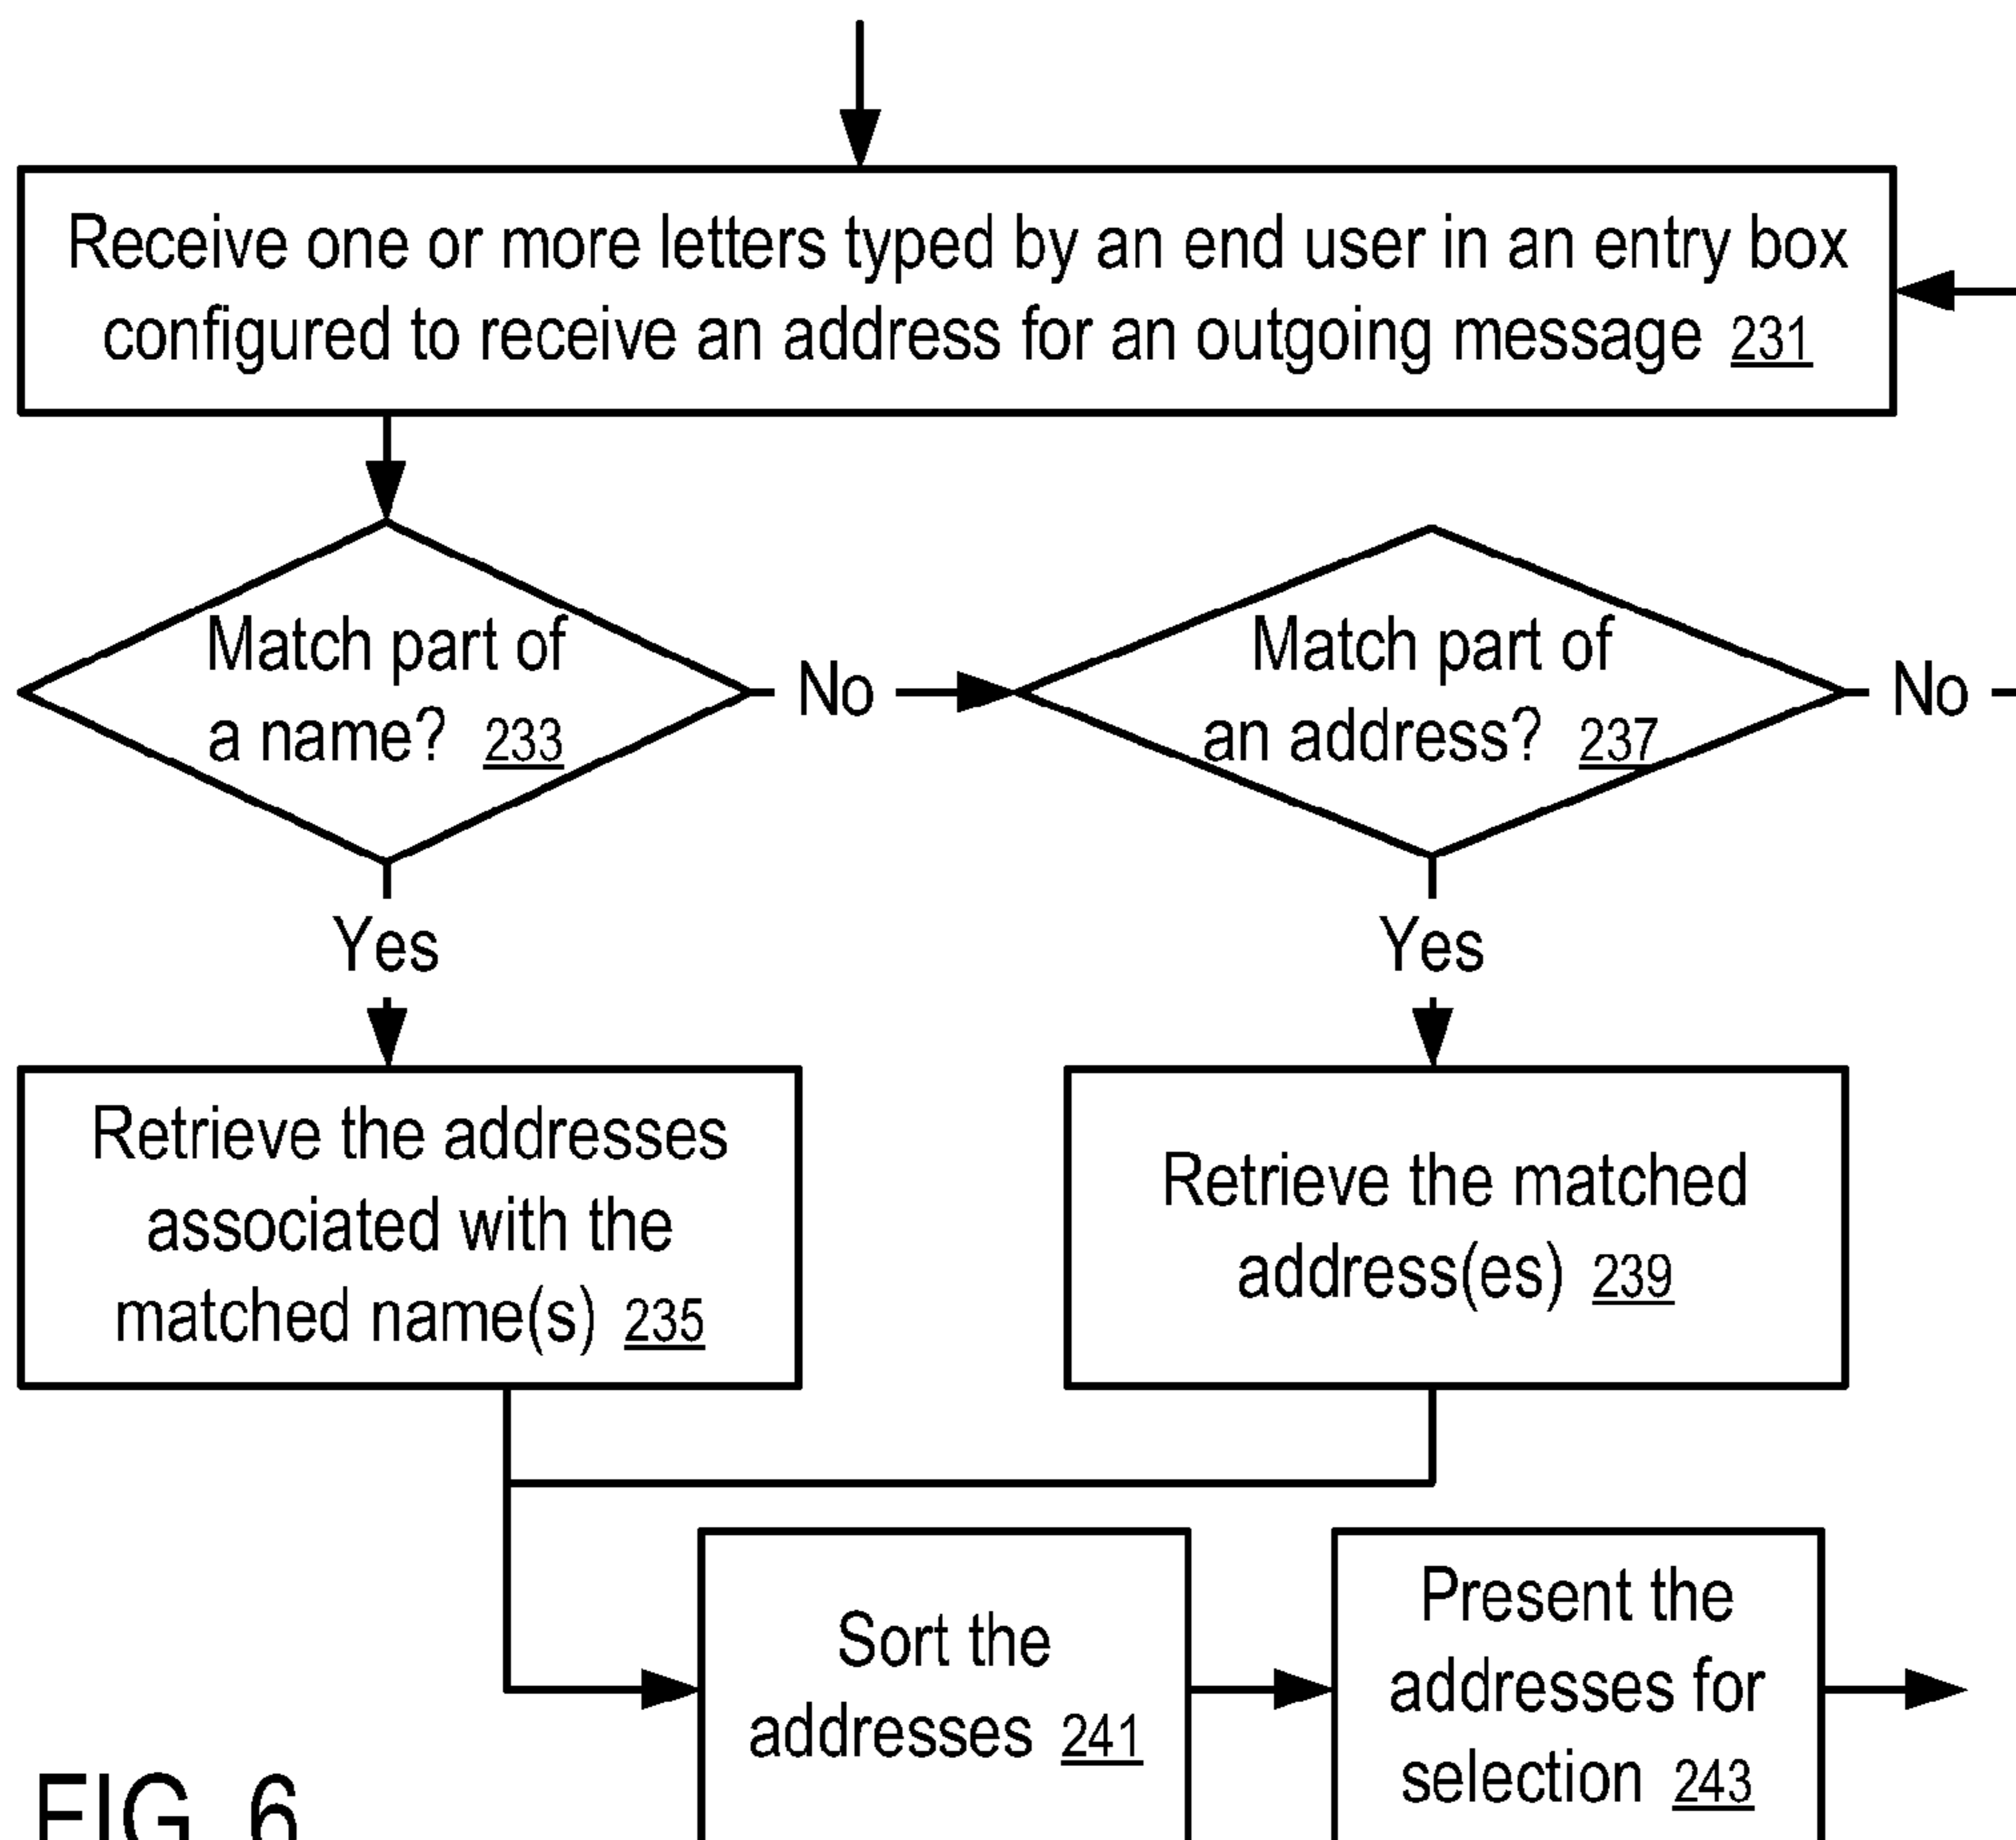 Receive one or more letters typed by an end user in an entry box
configured to receive an address for an outgoing message 231
Match part of
a name? 233
No
Match part of
an address? 237
No
Yes
Yes
Retrieve the addresses
associated with the
matched name(s) 235
Retrieve the matched
address(es) 239
Sort the
addresses 241
Present the
addresses for
selection 243
FIG. 6